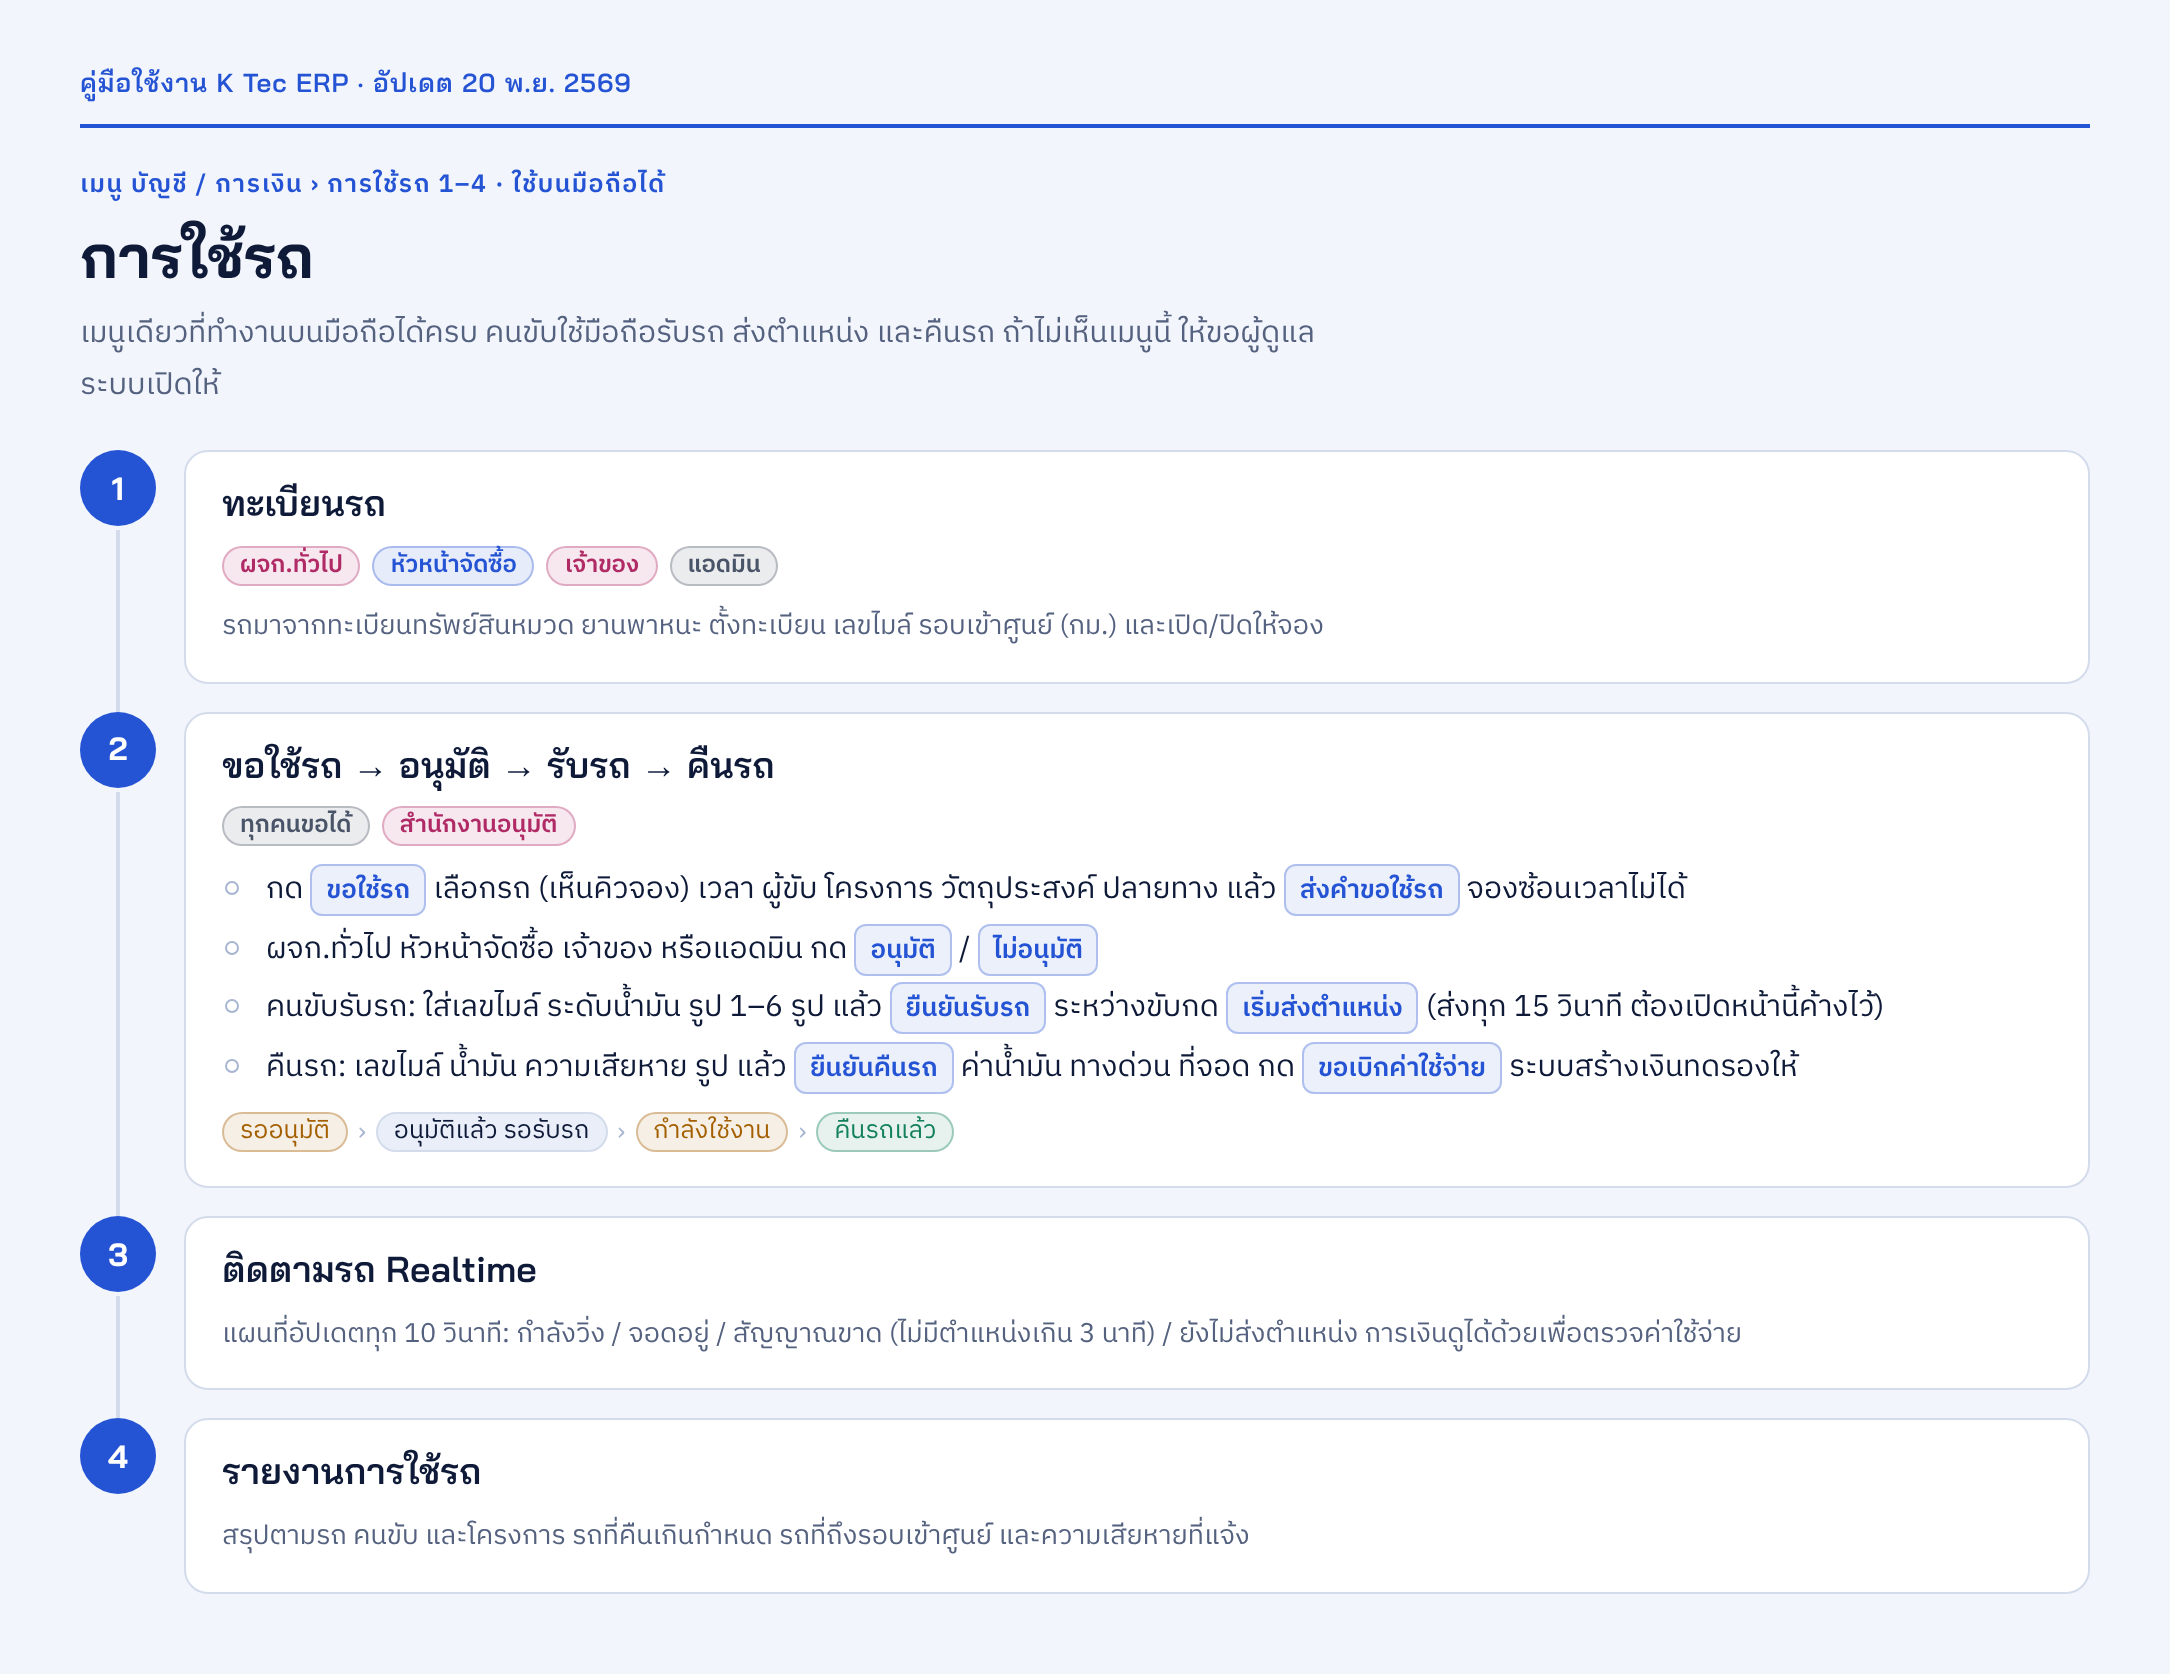 คู่มือใช้งาน K Tec ERP · อัปเดต 20 พ.ย. 2569
เมนู บัญชี / การเงิน › การใช้รถ 1–4 · ใช้บนมือถือได้
การใช้รถ
เมนูเดียวที่ทำงานบนมือถือได้ครบ คนขับใช้มือถือรับรถ ส่งตำแหน่ง และคืนรถ ถ้าไม่เห็นเมนูนี้ ให้ขอผู้ดูแล
ระบบเปิดให้
1
ทะเบียนรถ
ผจก.ทั่วไป หัวหน้าจัดซื้อ เจ้าของ แอดมิน
รถมาจากทะเบียนทรัพย์สินหมวด ยานพาหนะ ตั้งทะเบียน เลขไมล์ รอบเข้าศูนย์ (กม.) และเปิด/ปิดให้จอง
2
ขอใช้รถ → อนุมัติ → รับรถ → คืนรถ
ทุกคนขอได้ สำนักงานอนุมัติ
กด ขอใช้รถ เลือกรถ (เห็นคิวจอง) เวลา ผู้ขับ โครงการ วัตถุประสงค์ ปลายทาง แล้ว ส่งคำขอใช้รถ จองซ้อนเวลาไม่ได้
ผจก.ทั่วไป หัวหน้าจัดซื้อ เจ้าของ หรือแอดมิน กด อนุมัติ / ไม่อนุมัติ
คนขับรับรถ: ใส่เลขไมล์ ระดับน้ำมัน รูป 1–6 รูป แล้ว ยืนยันรับรถ ระหว่างขับกด เริ่มส่งตำแหน่ง (ส่งทุก 15 วินาที ต้องเปิดหน้านี้ค้างไว้)
คืนรถ: เลขไมล์ น้ำมัน ความเสียหาย รูป แล้ว ยืนยันคืนรถ ค่าน้ำมัน ทางด่วน ที่จอด กด ขอเบิกค่าใช้จ่าย ระบบสร้างเงินทดรองให้
รออนุมัติ › อนุมัติแล้ว รอรับรถ › กำลังใช้งาน › คืนรถแล้ว
3
ติดตามรถ Realtime
แผนที่อัปเดตทุก 10 วินาที: กำลังวิ่ง / จอดอยู่ / สัญญาณขาด (ไม่มีตำแหน่งเกิน 3 นาที) / ยังไม่ส่งตำแหน่ง การเงินดูได้ด้วยเพื่อตรวจค่าใช้จ่าย
4
รายงานการใช้รถ
สรุปตามรถ คนขับ และโครงการ รถที่คืนเกินกำหนด รถที่ถึงรอบเข้าศูนย์ และความเสียหายที่แจ้ง